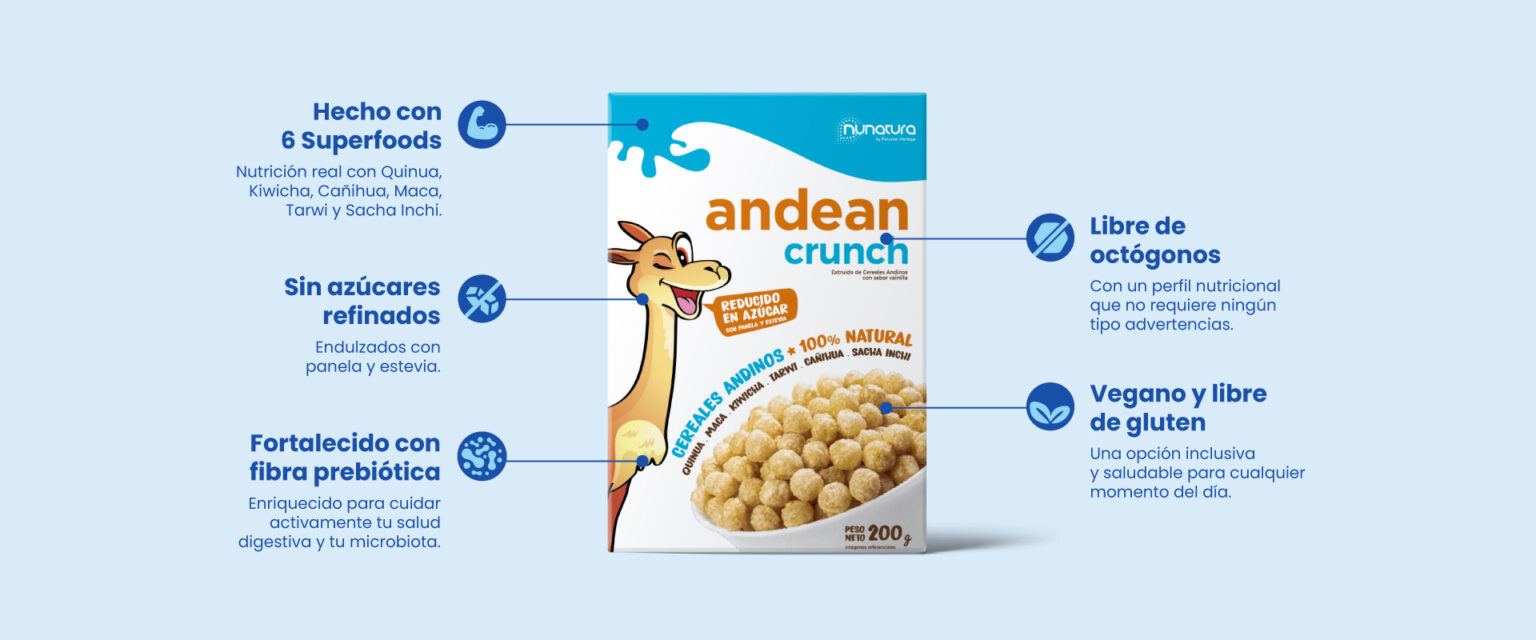 Hecho con
6 Superfoods
Nutrición real con Quinua,
Kiwicha, Cañihua, Maca,
Tarwi y Sacha Inchi.
Sin azúcares
refinados
Endulzados con
panela y estevia.
Fortalecido con
fibra prebiótica
Enriquecido para cuidar
activamente tu salud
digestiva y tu microbiota.
nunatura
by Peruvian Heritage
andean
crunch
Extruido de Cereales Andinos
con sabor vainilla
REDUCIDO
EN AZÚCAR
CON PANELA Y ESTEVIA
CEREALES ANDINOS ★ 100% NATURAL
QUINUA . MACA . KIWICHA . TARWI . CAÑIHUA . SACHA INCHI
PESO
NETO 200 g
Imágenes referenciales
Libre de
octógonos
Con un perfil nutricional
que no requiere ningún
tipo advertencias.
Vegano y libre
de gluten
Una opción inclusiva
y saludable para cualquier
momento del día.